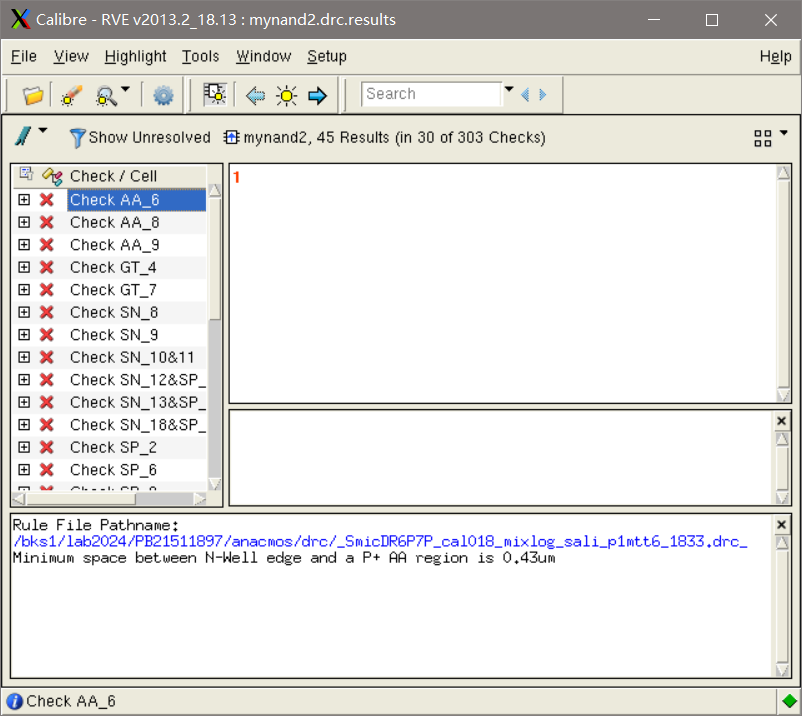 Calibre - RVE v2013.2_18.13 : mynand2.drc.results
File View Highlight Tools Window Setup Help
Search
Show Unresolved mynand2, 45 Results (in 30 of 303 Checks)
Check / Cell
1
Check AA_6
Check AA_8
Check AA_9
Check GT_4
Check GT_7
Check SN_8
Check SN_9
Check SN_10&11
Check SN_12&SP_
Check SN_13&SP_
Check SN_18&SP_
Check SP_2
Check SP_6
Rule File Pathname:
/bks1/lab2024/PB21511897/anacmos/drc/_SmicDR6P7P_cal018_mixlog_sali_p1mtt6_1833.drc_
Minimum space between N-Well edge and a P+ AA region is 0.43um
Check AA_6